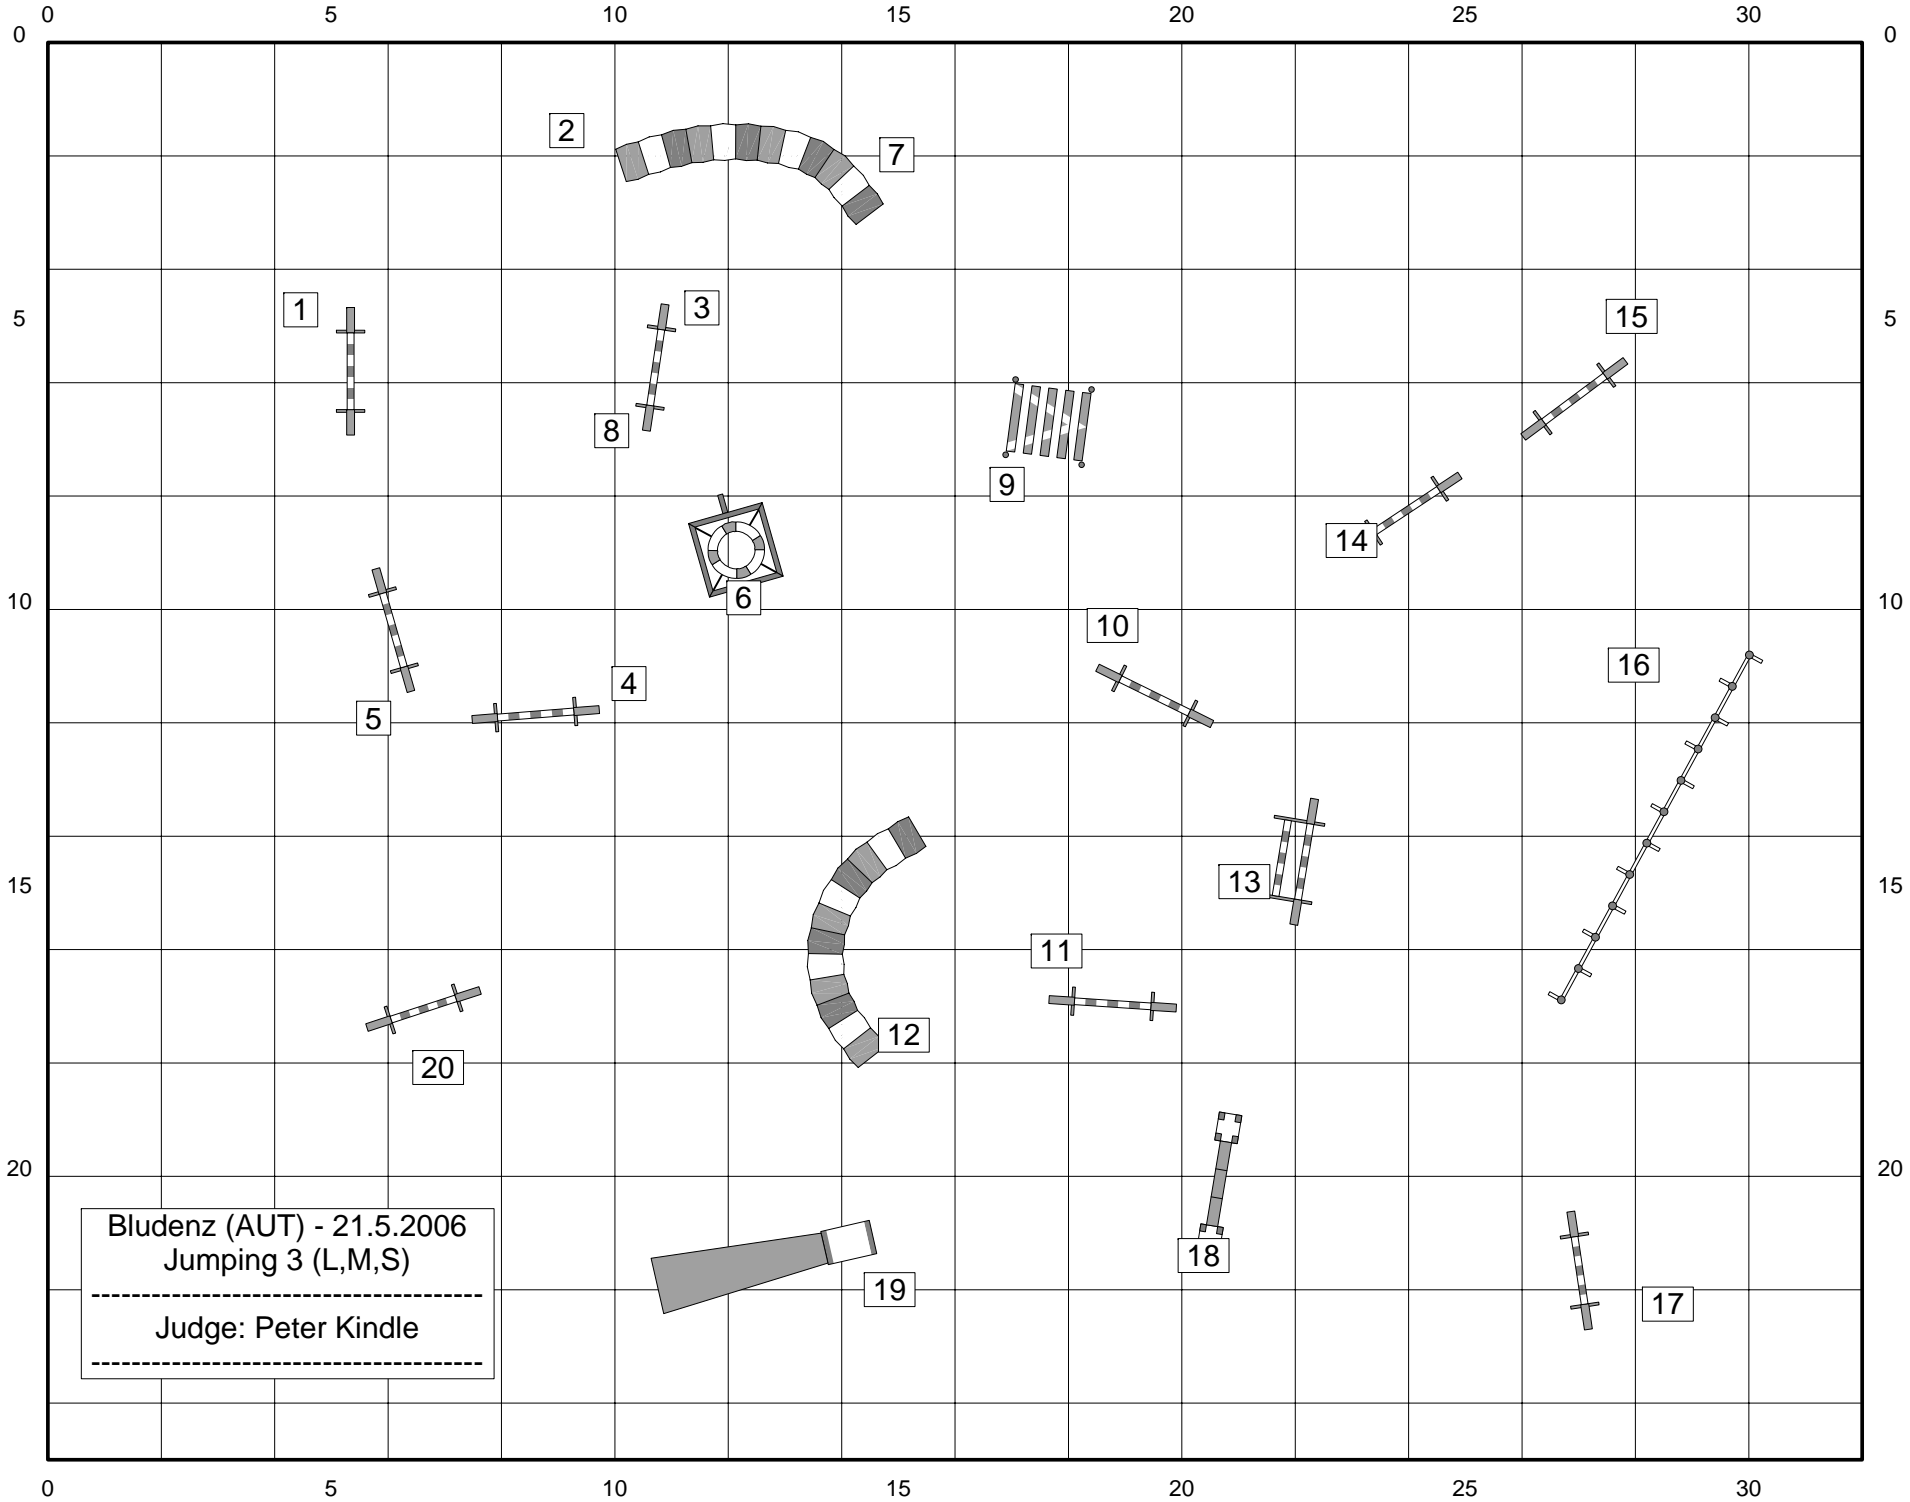 0 5 10 15 20 25 30
0 0
2
7
1 3 5 15 5
8
9
14
6 10 10
10
16
4
5
13 15 15
11
12
20
20 20
Bludenz (AUT) - 21.5.2006
Jumping 3 (L,M,S)
---------------------------------------
Judge: Peter Kindle
---------------------------------------
18
19
17
0 5 10 15 20 25 30